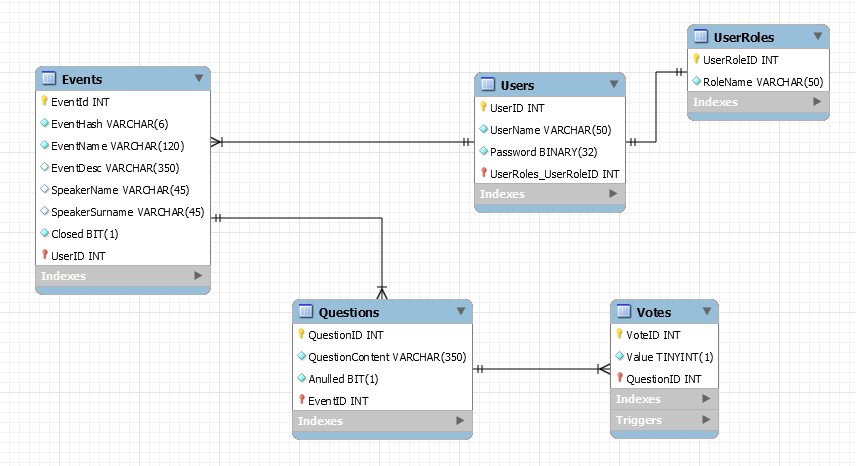 Events
EventId INT
EventHash VARCHAR(6)
EventName VARCHAR(120)
EventDesc VARCHAR(350)
SpeakerName VARCHAR(45)
SpeakerSurname VARCHAR(45)
Closed BIT(1)
UserID INT
Indexes
Users
UserID INT
UserName VARCHAR(50)
Password BINARY(32)
UserRoles_UserRoleID INT
Indexes
UserRoles
UserRoleID INT
RoleName VARCHAR(50)
Indexes
Questions
QuestionID INT
QuestionContent VARCHAR(350)
Anulled BIT(1)
EventID INT
Indexes
Votes
VoteID INT
Value TINYINT(1)
QuestionID INT
Indexes
Triggers